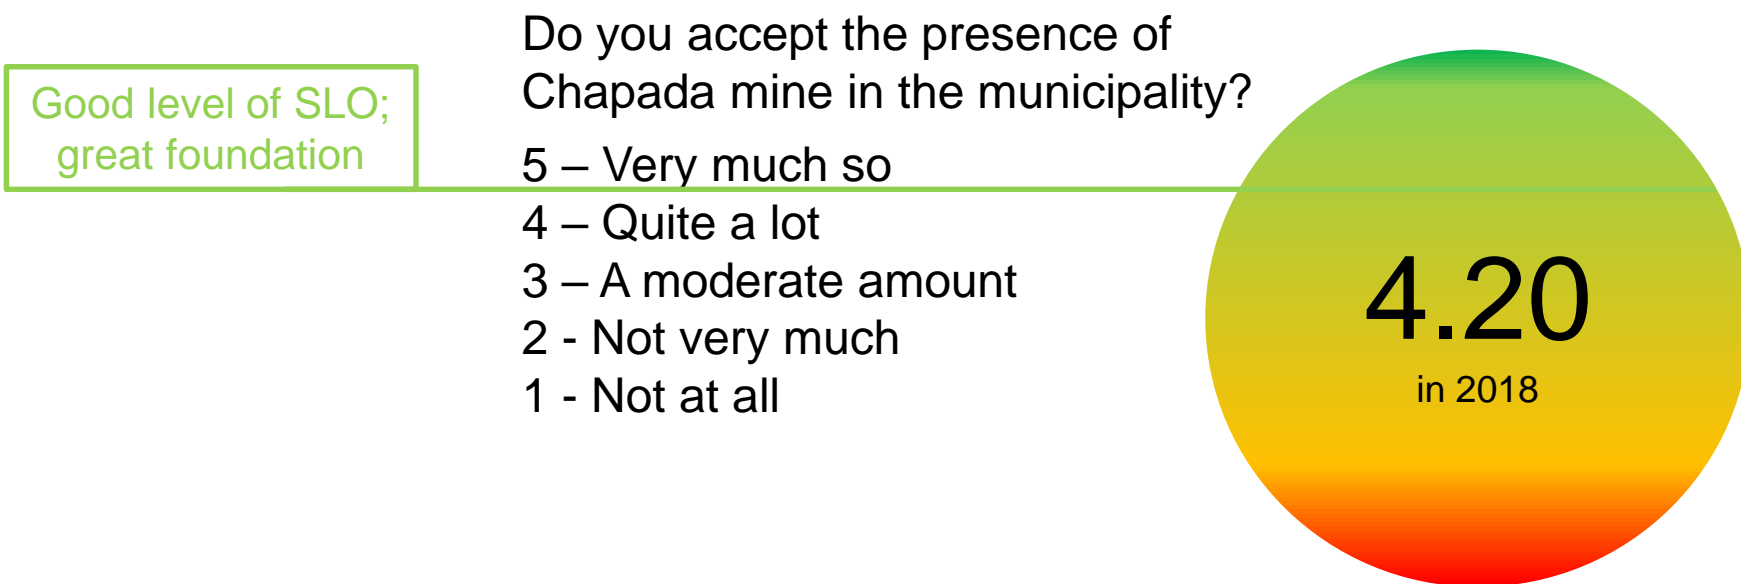 Good level of SLO;
great foundation
Do you accept the presence of
Chapada mine in the municipality?
5 – Very much so
4 – Quite a lot
3 – A moderate amount
2 - Not very much
1 - Not at all
4.20
in 2018